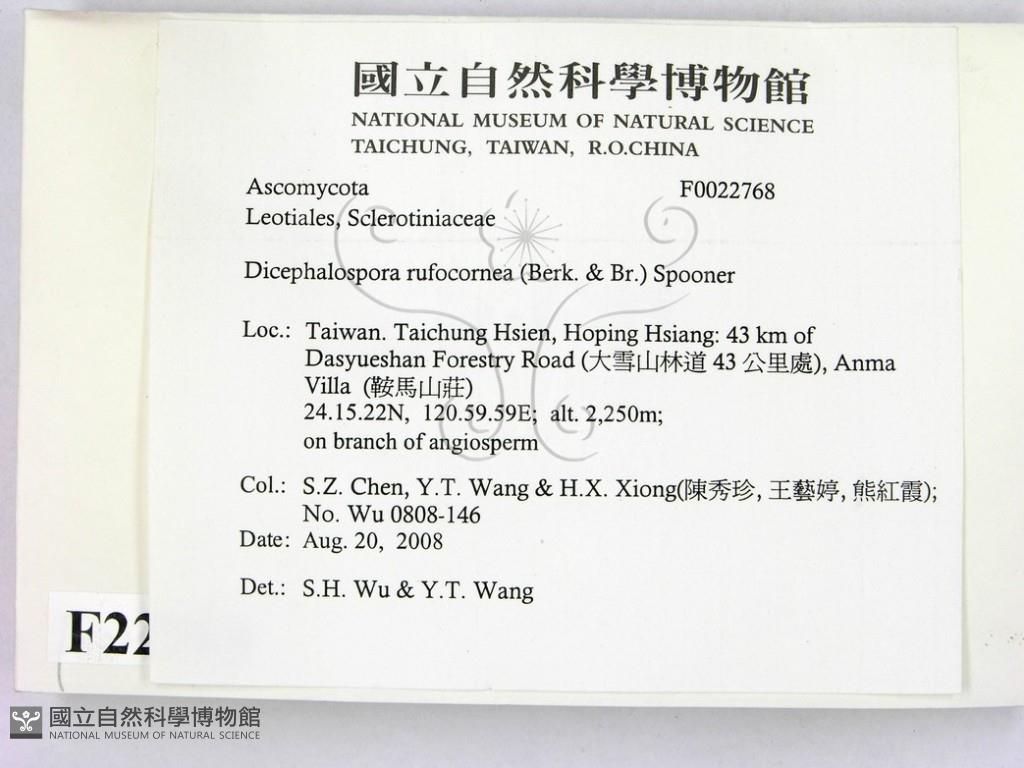 國立自然科學博物館
NATIONAL MUSEUM OF NATURAL SCIENCE
TAICHUNG, TAIWAN, R.O.CHINA
Ascomycota F0022768
Leotiales, Sclerotiniaceae
Dicephalospora rufocornea (Berk. & Br.) Spooner
Loc.: Taiwan. Taichung Hsien, Hoping Hsiang: 43 km of
Dasyueshan Forestry Road (大雪山林道 43 公里處), Anma
Villa (鞍馬山莊)
24.15.22N, 120.59.59E; alt. 2,250m;
on branch of angiosperm
Col.: S.Z. Chen, Y.T. Wang & H.X. Xiong(陳秀珍, 王藝婷, 熊紅霞);
No. Wu 0808-146
Date: Aug. 20, 2008
Det.: S.H. Wu & Y.T. Wang
F22
國立自然科學博物館
NATIONAL MUSEUM OF NATURAL SCIENCE